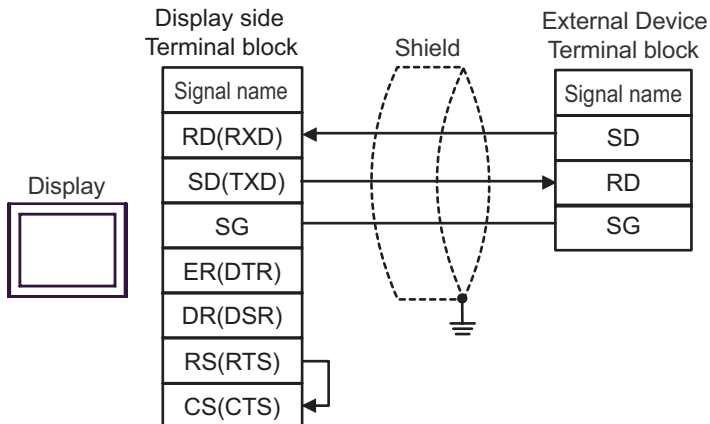 Display side
Terminal block
Shield
External Device
Terminal block
Signal name
Signal name
RD(RXD)
SD
SD(TXD)
RD
Display
SG
SG
ER(DTR)
DR(DSR)
RS(RTS)
CS(CTS)